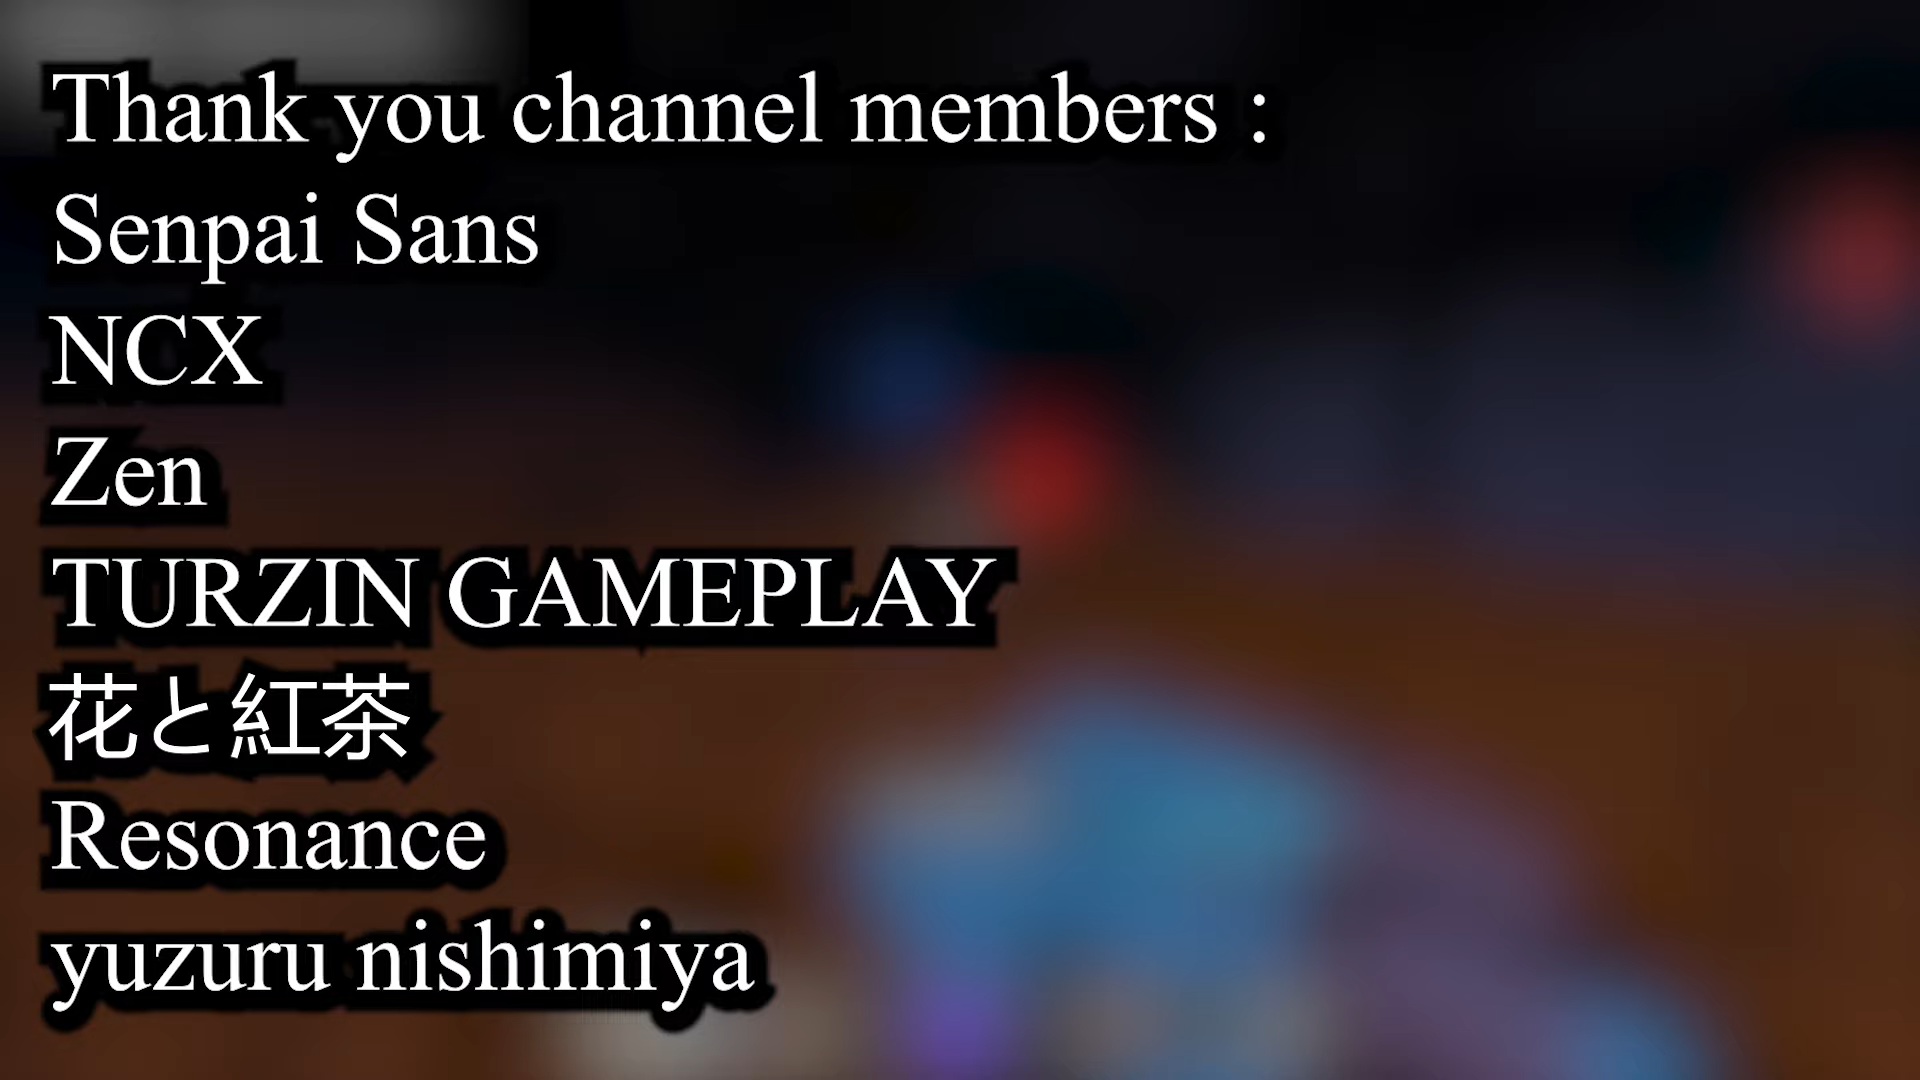 Thank you channel members :
Senpai Sans
NCX
Zen
TURZIN GAMEPLAY
花と紅茶
Resonance
yuzuru nishimiya